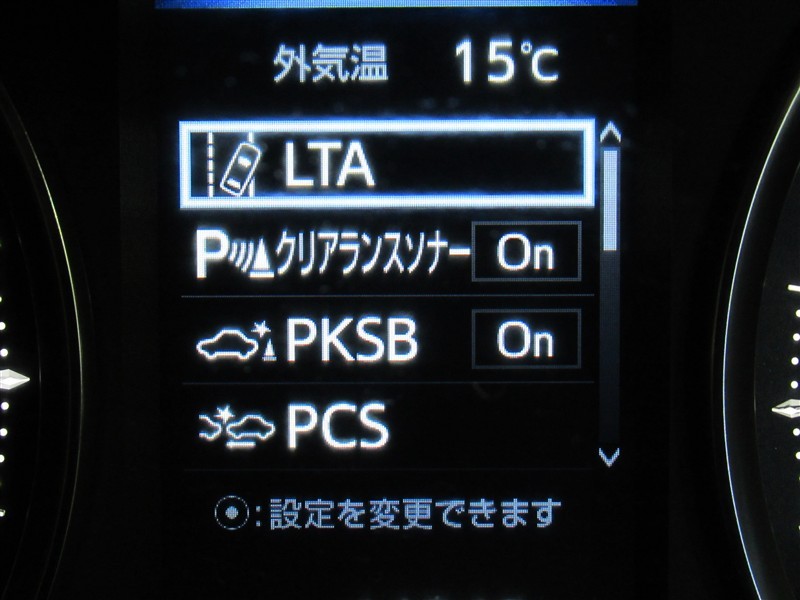 外気温 15℃
LTA
Pクリアランスソナー On
PKSB On
PCS
⦿:設定を変更できます